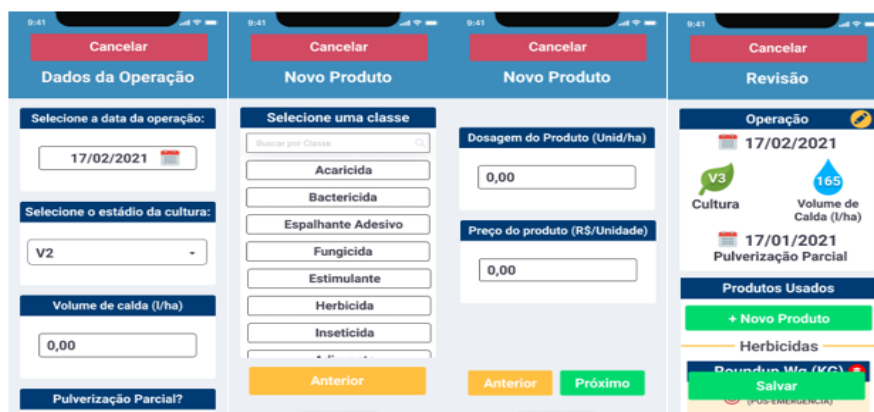 9:41
Cancelar
Dados da Operação
Selecione a data da operação:
17/02/2021
Selecione o estádio da cultura:
V2
Volume de calda (l/ha)
0,00
Pulverização Parcial?
9:41
Cancelar
Novo Produto
Selecione uma classe
Buscar por Classe
Acaricida
Bactericida
Espalhante Adesivo
Fungicida
Estimulante
Herbicida
Inseticida
Anterior
9:41
Cancelar
Novo Produto
Dosagem do Produto (Unid/ha)
0,00
Preço do produto (R$/Unidade)
0,00
Anterior
Próximo
9:41
Cancelar
Revisão
Operação
17/02/2021
V3
165
Cultura
Volume de
Calda (l/ha)
17/01/2021
Pulverização Parcial
Produtos Usados
+ Novo Produto
Herbicidas
Roundup Wg (KG)
Salvar
(PÓS-EMERGÊNCIA)